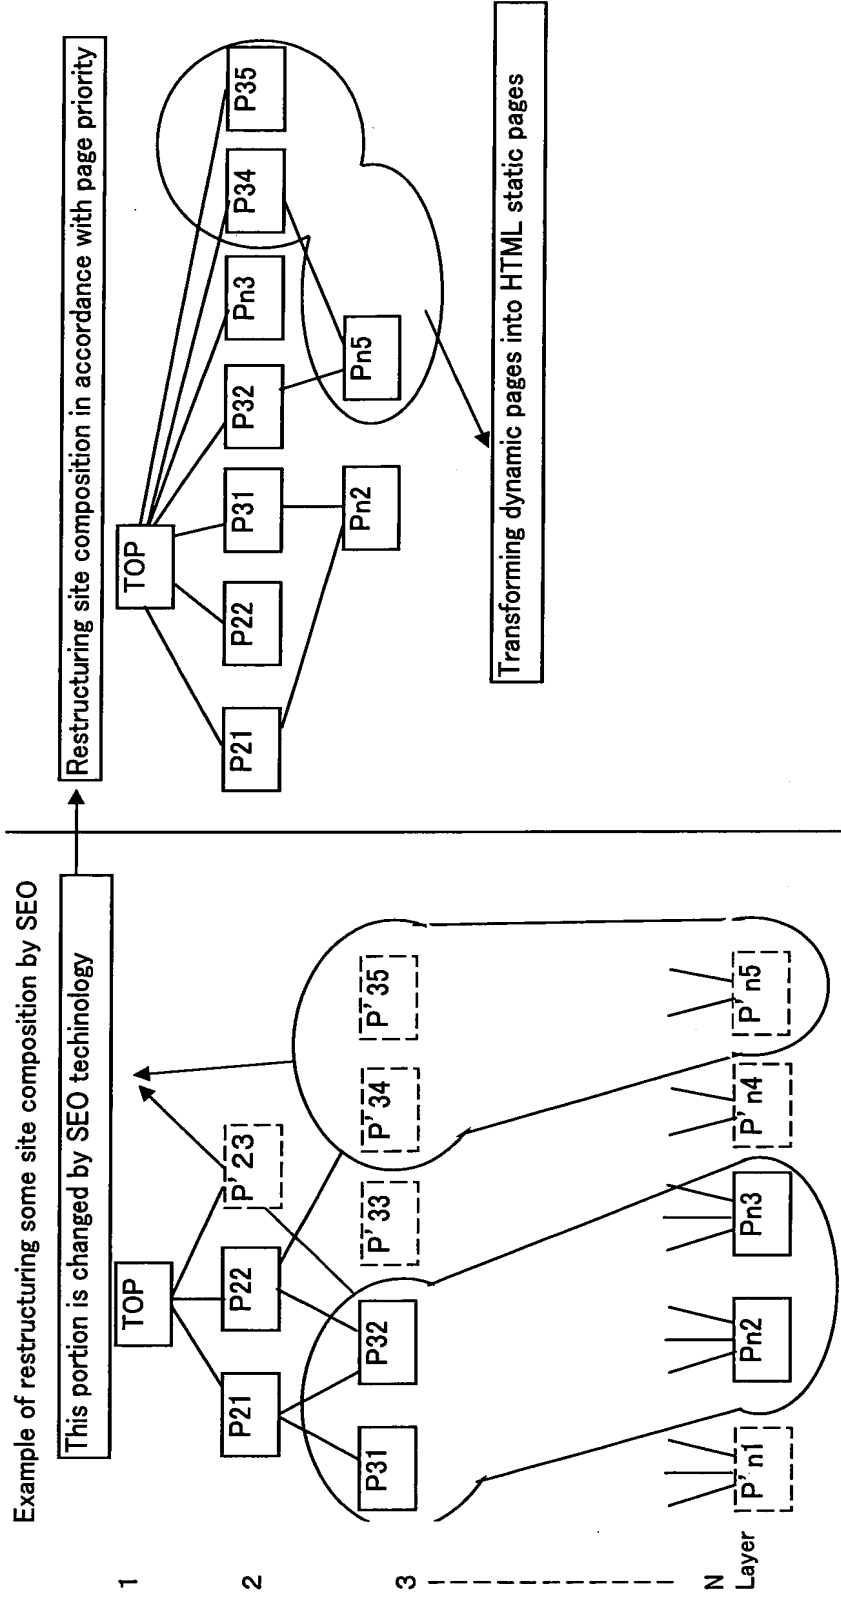 Example of restructuring some site composition by SEO
This portion is changed by SEO techinology
1
TOP
2
P21
P22
P' 23
3
P31
P32
P' 33
P' 34
P' 35
N
Layer
P' n1
Pn2
Pn3
P' n4
P' n5
Restructuring site composition in accordance with page priority
TOP
P21
P22
P31
P32
Pn3
P34
P35
Pn2
Pn5
Transforming dynamic pages into HTML static pages